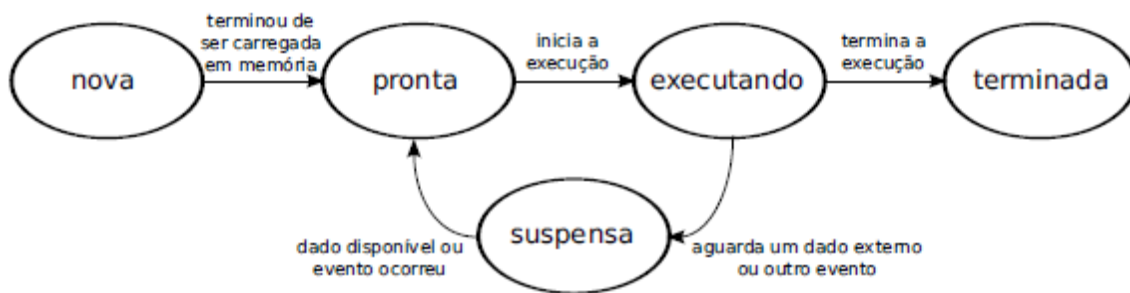 nova
terminou de
ser carregada
em memória
pronta
inicia a
execução
executando
termina a
execução
terminada
suspensa
dado disponível ou
evento ocorreu
aguarda um dado externo
ou outro evento